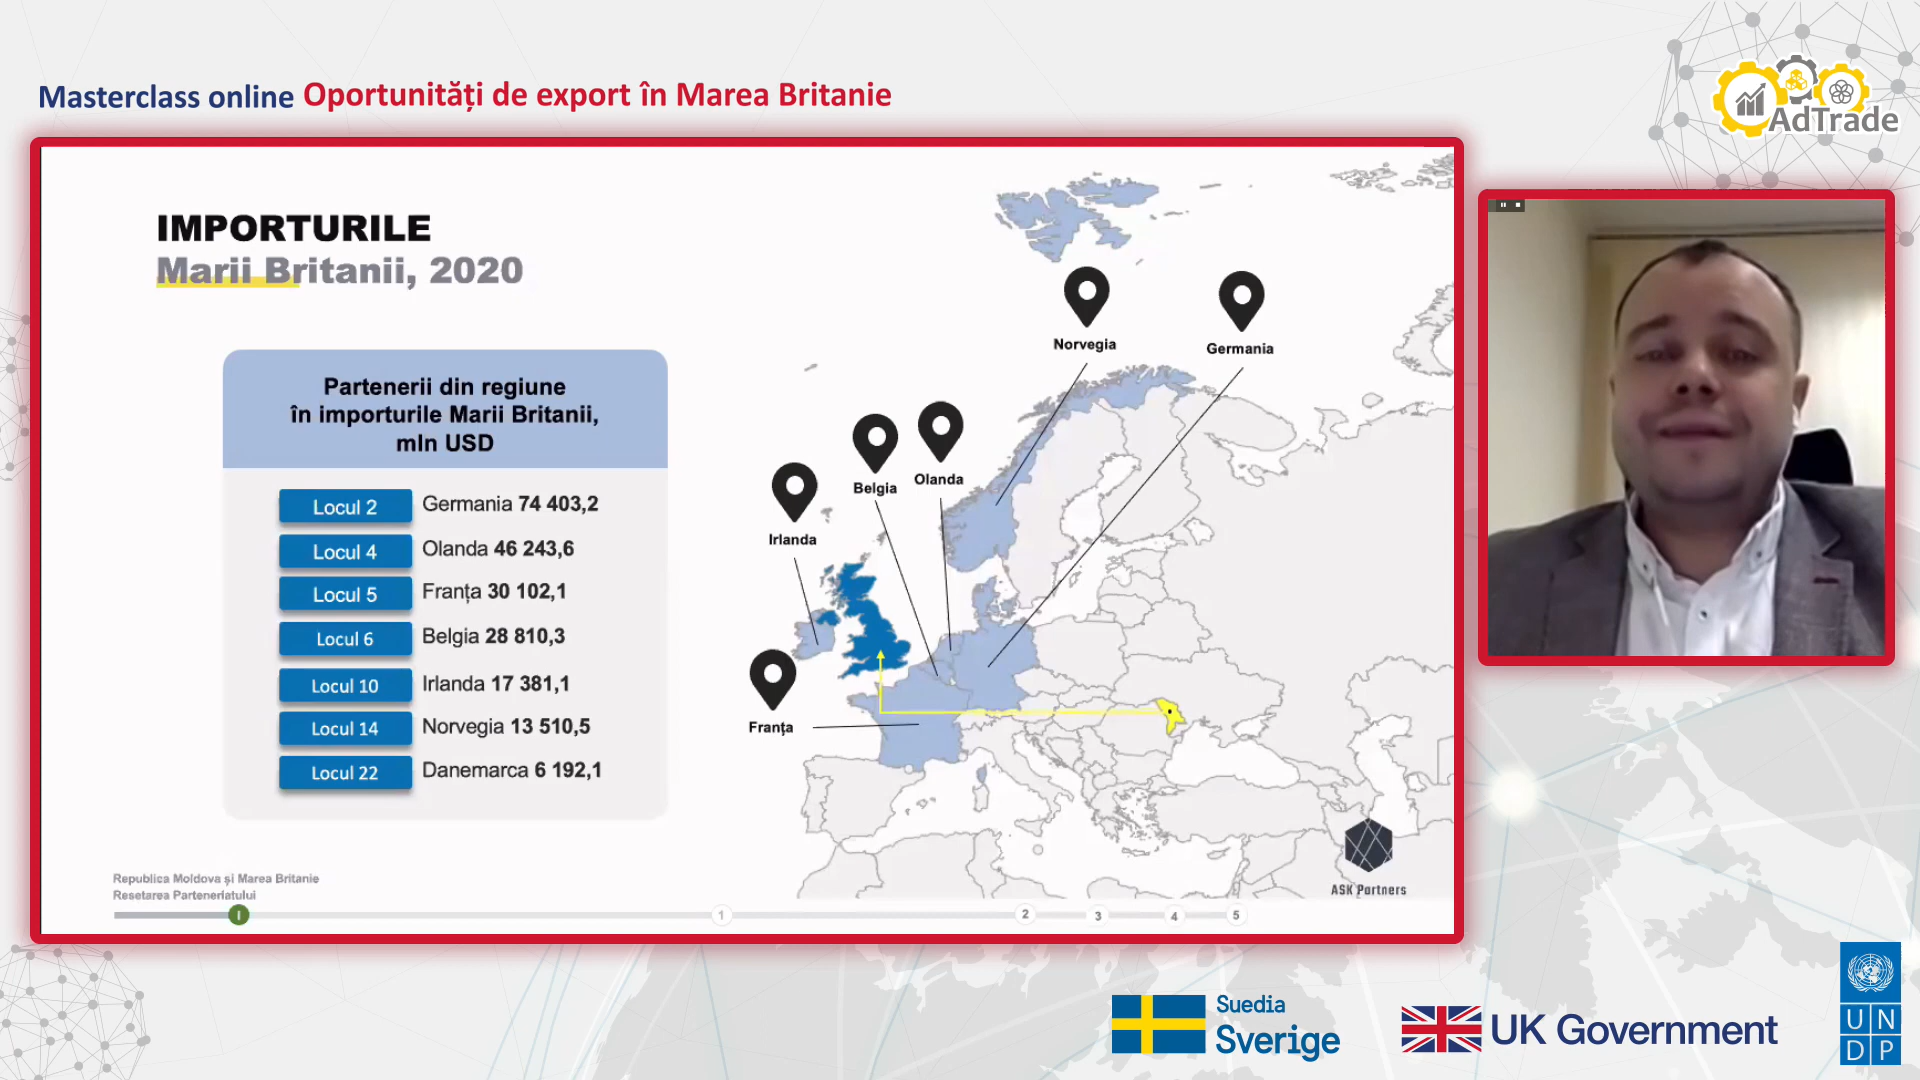 Masterclass online Oportunități de export în Marea Britanie
AdTrade
IMPORTURILE
Marii Britanii, 2020
Partenerii din regiune
în importurile Marii Britanii,
mln USD
Locul 2 Germania 74 403,2
Locul 4 Olanda 46 243,6
Locul 5 Franța 30 102,1
Locul 6 Belgia 28 810,3
Locul 10 Irlanda 17 381,1
Locul 14 Norvegia 13 510,5
Locul 22 Danemarca 6 192,1
Norvegia
Germania
Olanda
Belgia
Irlanda
Franța
ASK Partners
Republica Moldova și Marea Britanie
Resetarea Parteneriatului
I 1 2 3 4 5
Suedia
Sverige
UK Government
UN
DP